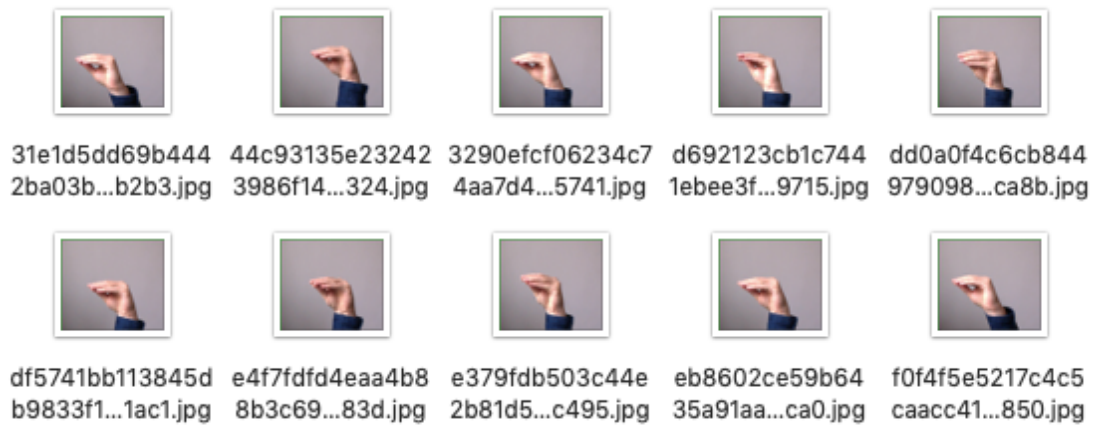 31e1d5dd69b444 44c93135e23242 3290efcf06234c7 d692123cb1c744 dd0a0f4c6cb844
2ba03b...b2b3.jpg 3986f14...324.jpg 4aa7d4...5741.jpg 1ebee3f...9715.jpg 979098...ca8b.jpg
df5741bb113845d e4f7fdfd4eaa4b8 e379fdb503c44e eb8602ce59b64 f0f4f5e5217c4c5
b9833f1...1ac1.jpg 8b3c69...83d.jpg 2b81d5...c495.jpg 35a91aa...ca0.jpg caacc41...850.jpg